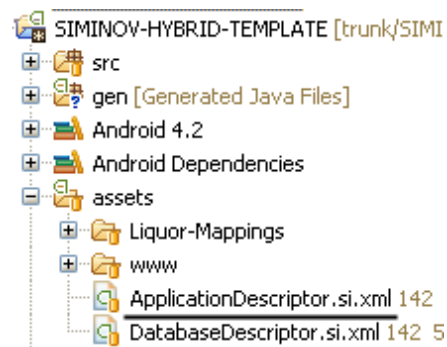 SIMINOV-HYBRID-TEMPLATE [trunk/SIMI
src
gen [Generated Java Files]
Android 4.2
Android Dependencies
assets
Liquor-Mappings
www
ApplicationDescriptor.si.xml 142
DatabaseDescriptor.si.xml 142 5